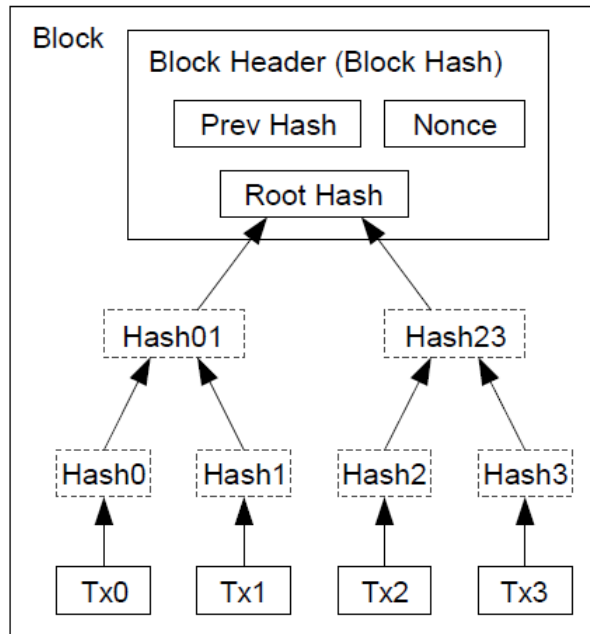 Block
Block Header (Block Hash)
Prev Hash
Nonce
Root Hash
Hash01
Hash23
Hash0
Hash1
Hash2
Hash3
Tx0
Tx1
Tx2
Tx3